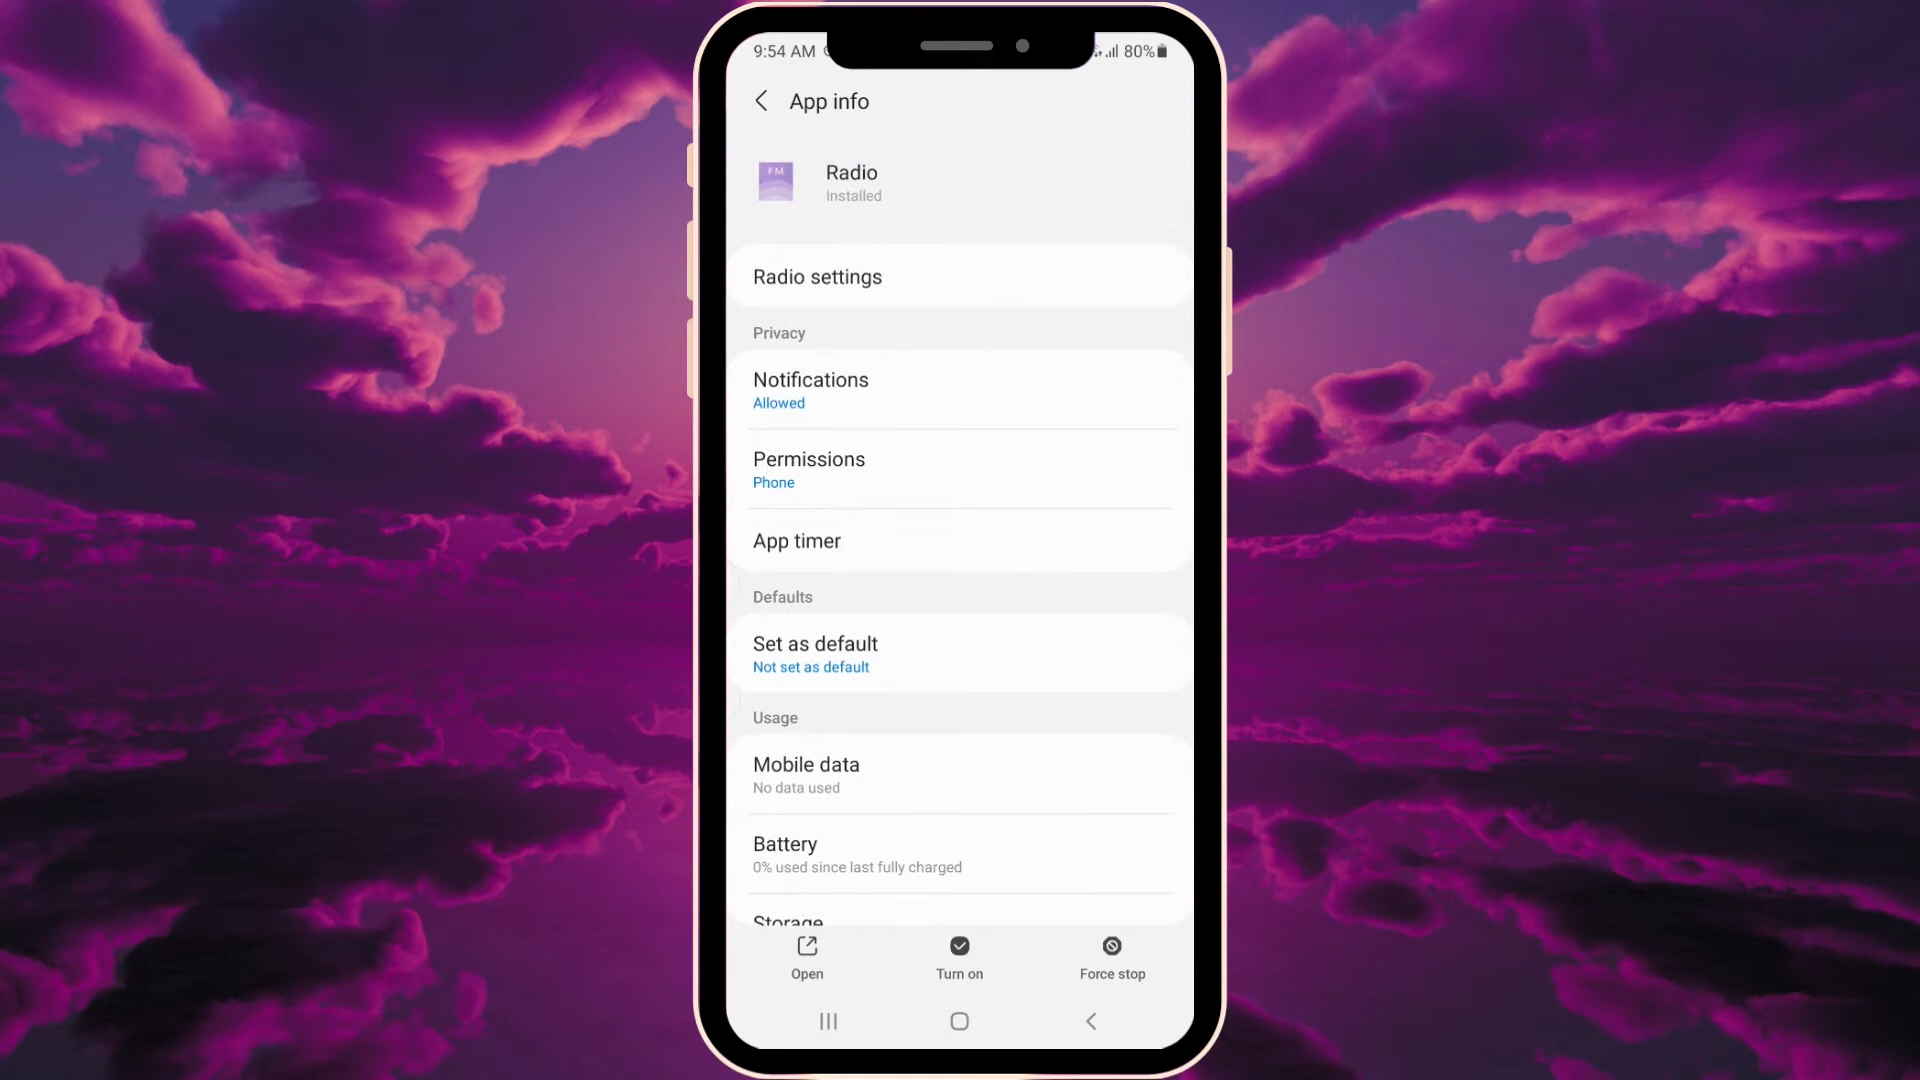 9:54 AM
80%
App info
FM
Radio
Installed
Radio settings
Privacy
Notifications
Allowed
Permissions
Phone
App timer
Defaults
Set as default
Not set as default
Usage
Mobile data
No data used
Battery
0% used since last fully charged
Storage
Open
Turn on
Force stop